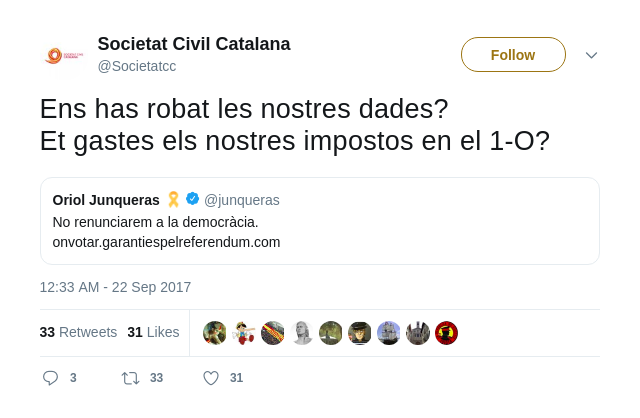 Societat Civil Catalana
@Societatcc
Follow
Ens has robat les nostres dades?
Et gastes els nostres impostos en el 1-O?
Oriol Junqueras 🎗 @junqueras
No renunciarem a la democràcia.
onvotar.garantiespelreferendum.com
12:33 AM - 22 Sep 2017
33 Retweets 31 Likes
3 33 31